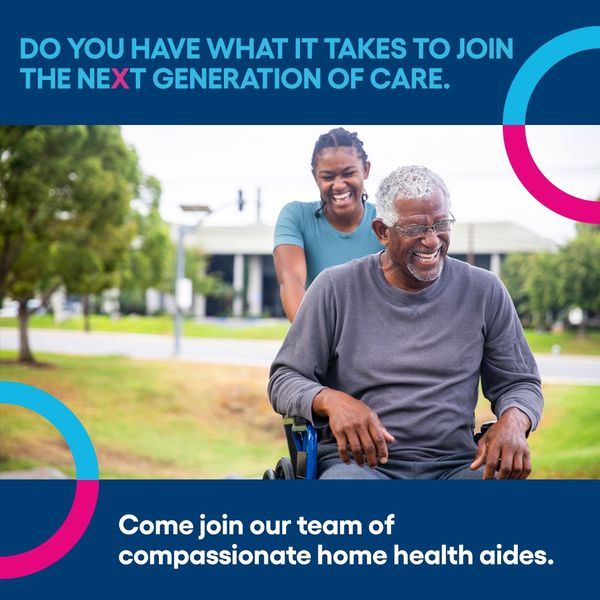 DO YOU HAVE WHAT IT TAKES TO JOIN
THE NEXT GENERATION OF CARE.
Come join our team of
compassionate home health aides.